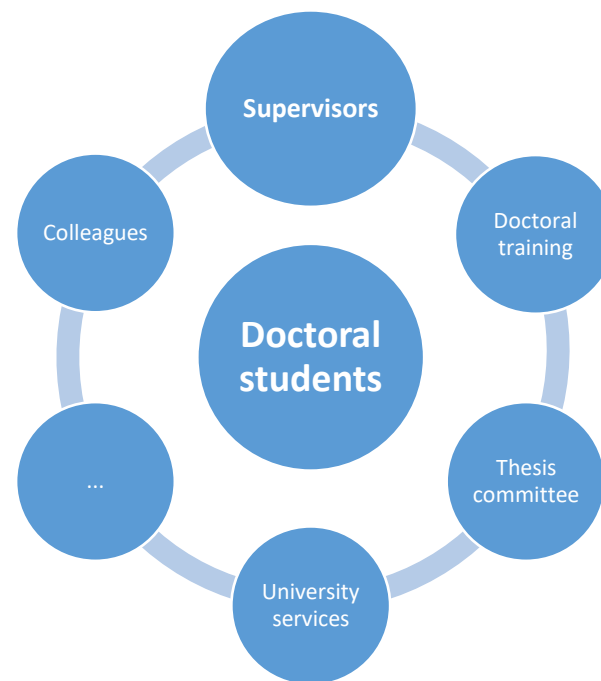 Supervisors
Doctoral
training
Thesis
committee
University
services
...
Colleagues
Doctoral
students